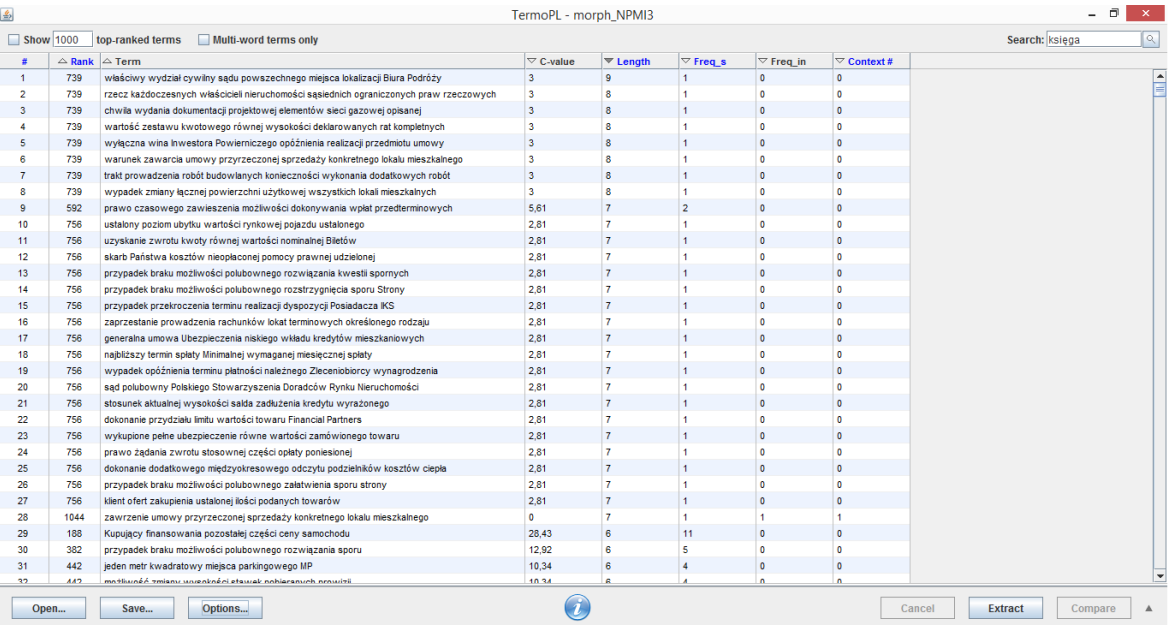 TermoPL - morph_NPMI3
Show 1000 top-ranked terms Multi-word terms only Search: księga
# Rank Term C-value Length Freq_s Freq_in Context #
1 739 właściwy wydział cywilny sądu powszechnego miejsca lokalizacji Biura Podróży 3 9 1 0 0
2 739 rzecz każdoczesnych właścicieli nieruchomości sąsiednich ograniczonych praw rzeczowych 3 8 1 0 0
3 739 chwila wydania dokumentacji projektowej elementów sieci gazowej opisanej 3 8 1 0 0
4 739 wartość zestawu kwotowego równej wysokości deklarowanych rat kompletnych 3 8 1 0 0
5 739 wyłączna wina Inwestora Powierniczego opóźnienia realizacji przedmiotu umowy 3 8 1 0 0
6 739 warunek zawarcia umowy przyrzeczonej sprzedaży konkretnego lokalu mieszkalnego 3 8 1 0 0
7 739 trakt prowadzenia robót budowlanych konieczności wykonania dodatkowych robót 3 8 1 0 0
8 739 wypadek zmiany łącznej powierzchni użytkowej wszystkich lokali mieszkalnych 3 8 1 0 0
9 592 prawo czasowego zawieszenia możliwości dokonywania wpłat przedterminowych 5,61 7 2 0 0
10 756 ustalony poziom ubytku wartości rynkowej pojazdu ustalonego 2,81 7 1 0 0
11 756 uzyskanie zwrotu kwoty równej wartości nominalnej Biletów 2,81 7 1 0 0
12 756 skarb Państwa kosztów nieopłaconej pomocy prawnej udzielonej 2,81 7 1 0 0
13 756 przypadek braku możliwości polubownego rozwiązania kwestii spornych 2,81 7 1 0 0
14 756 przypadek braku możliwości polubownego rozstrzygnięcia sporu Strony 2,81 7 1 0 0
15 756 przypadek przekroczenia terminu realizacji dyspozycji Posiadacza IKS 2,81 7 1 0 0
16 756 zaprzestanie prowadzenia rachunków lokat terminowych określonego rodzaju 2,81 7 1 0 0
17 756 generalna umowa Ubezpieczenia niskiego wkładu kredytów mieszkaniowych 2,81 7 1 0 0
18 756 najbliższy termin spłaty Minimalnej wymaganej miesięcznej spłaty 2,81 7 1 0 0
19 756 wypadek opóźnienia terminu płatności należnego Zleceniobiorcy wynagrodzenia 2,81 7 1 0 0
20 756 sąd polubowny Polskiego Stowarzyszenia Doradców Rynku Nieruchomości 2,81 7 1 0 0
21 756 stosunek aktualnej wysokości salda zadłużenia kredytu wyrażonego 2,81 7 1 0 0
22 756 dokonanie przydziału limitu wartości towaru Financial Partners 2,81 7 1 0 0
23 756 wykupione pełne ubezpieczenie równe wartości zamówionego towaru 2,81 7 1 0 0
24 756 prawo żądania zwrotu stosownej części opłaty poniesionej 2,81 7 1 0 0
25 756 dokonanie dodatkowego międzyokresowego odczytu podzielników kosztów ciepła 2,81 7 1 0 0
26 756 przypadek braku możliwości polubownego załatwienia sporu strony 2,81 7 1 0 0
27 756 klient ofert zakupienia ustalonej ilości podanych towarów 2,81 7 1 0 0
28 1044 zawrzenie umowy przyrzeczonej sprzedaży konkretnego lokalu mieszkalnego 0 7 1 1 1
29 188 Kupujący finansowania pozostałej części ceny samochodu 28,43 6 11 0 0
30 382 przypadek braku możliwości polubownego rozwiązania sporu 12,92 6 5 0 0
31 442 jeden metr kwadratowy miejsca parkingowego MP 10,34 6 4 0 0
32 442 możliwość zmiany wysokości stawek pobieranych prowizji 10,34 6 4 0 0
Open... Save... Options... Cancel Extract Compare